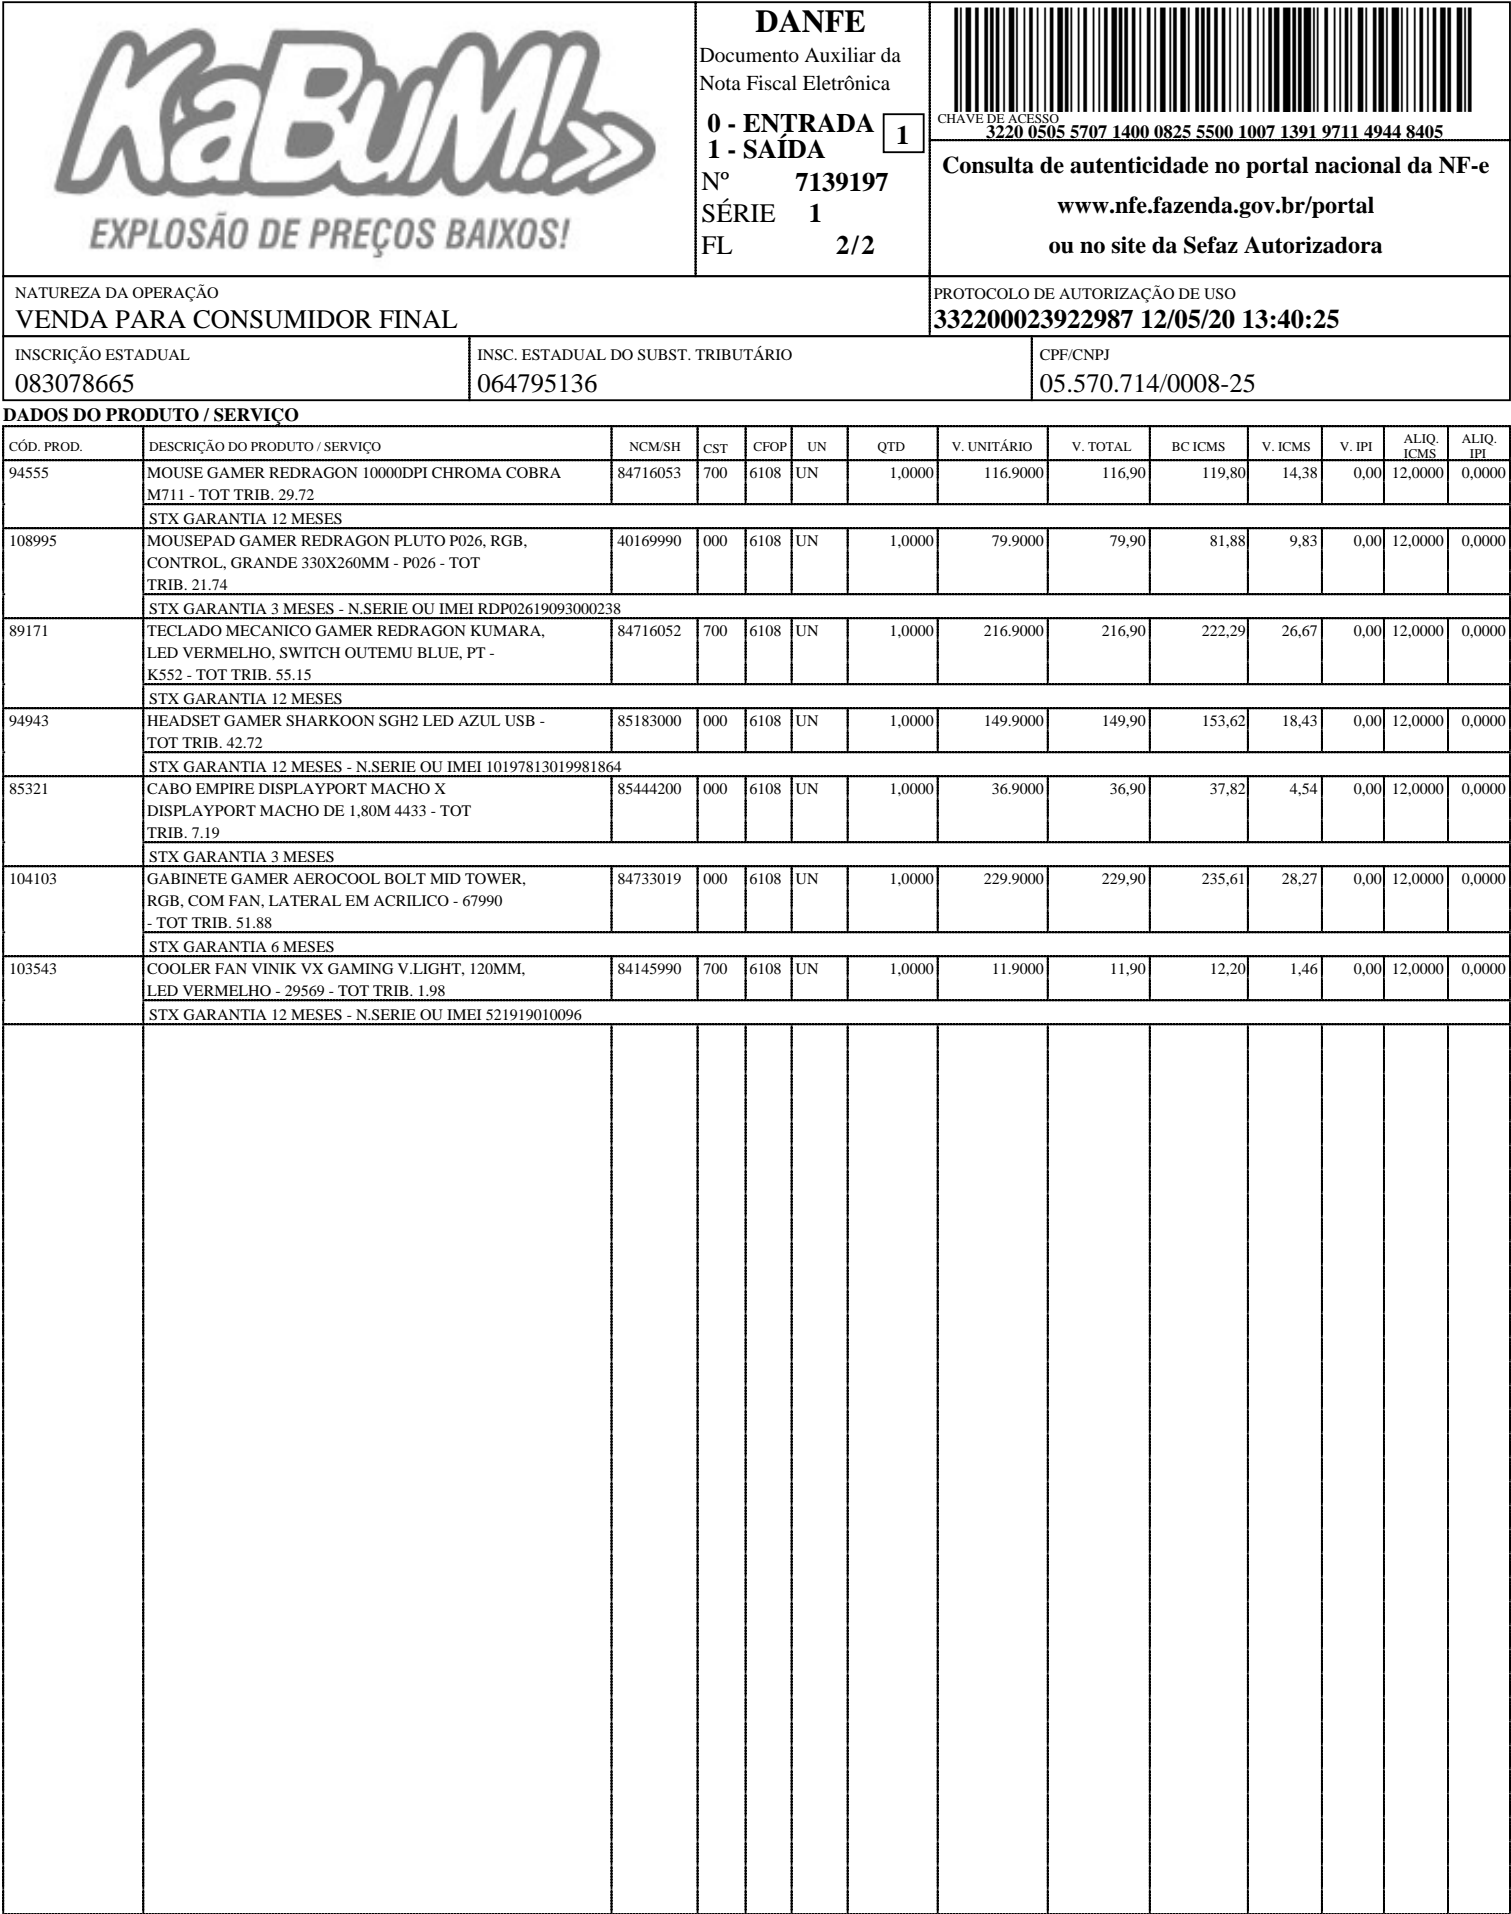 KaBuM!
EXPLOSÃO DE PREÇOS BAIXOS!
DANFE
Documento Auxiliar da
Nota Fiscal Eletrônica
0 - ENTRADA
1 - SAÍDA
1
Nº 7139197
SÉRIE 1
FL 2/2
CHAVE DE ACESSO
3220 0505 5707 1400 0825 5500 1007 1391 9711 4944 8405
Consulta de autenticidade no portal nacional da NF-e
www.nfe.fazenda.gov.br/portal
ou no site da Sefaz Autorizadora
NATUREZA DA OPERAÇÃO
VENDA PARA CONSUMIDOR FINAL
PROTOCOLO DE AUTORIZAÇÃO DE USO
332200023922987 12/05/20 13:40:25
INSCRIÇÃO ESTADUAL
083078665
INSC. ESTADUAL DO SUBST. TRIBUTÁRIO
064795136
CPF/CNPJ
05.570.714/0008-25
DADOS DO PRODUTO / SERVIÇO
CÓD. PROD. DESCRIÇÃO DO PRODUTO / SERVIÇO NCM/SH CST CFOP UN QTD V. UNITÁRIO V. TOTAL BC ICMS V. ICMS V. IPI ALIQ. ICMS ALIQ. IPI
94555 MOUSE GAMER REDRAGON 10000DPI CHROMA COBRA 84716053 700 6108 UN 1,0000 116.9000 116,90 119,80 14,38 0,00 12,0000 0,0000
M711 - TOT TRIB. 29.72
STX GARANTIA 12 MESES
108995 MOUSEPAD GAMER REDRAGON PLUTO P026, RGB, 40169990 000 6108 UN 1,0000 79.9000 79,90 81,88 9,83 0,00 12,0000 0,0000
CONTROL, GRANDE 330X260MM - P026 - TOT
TRIB. 21.74
STX GARANTIA 3 MESES - N.SERIE OU IMEI RDP02619093000238
89171 TECLADO MECANICO GAMER REDRAGON KUMARA, 84716052 700 6108 UN 1,0000 216.9000 216,90 222,29 26,67 0,00 12,0000 0,0000
LED VERMELHO, SWITCH OUTEMU BLUE, PT -
K552 - TOT TRIB. 55.15
STX GARANTIA 12 MESES
94943 HEADSET GAMER SHARKOON SGH2 LED AZUL USB - 85183000 000 6108 UN 1,0000 149.9000 149,90 153,62 18,43 0,00 12,0000 0,0000
TOT TRIB. 42.72
STX GARANTIA 12 MESES - N.SERIE OU IMEI 10197813019981864
85321 CABO EMPIRE DISPLAYPORT MACHO X 85444200 000 6108 UN 1,0000 36.9000 36,90 37,82 4,54 0,00 12,0000 0,0000
DISPLAYPORT MACHO DE 1,80M 4433 - TOT
TRIB. 7.19
STX GARANTIA 3 MESES
104103 GABINETE GAMER AEROCOOL BOLT MID TOWER, 84733019 000 6108 UN 1,0000 229.9000 229,90 235,61 28,27 0,00 12,0000 0,0000
RGB, COM FAN, LATERAL EM ACRILICO - 67990
- TOT TRIB. 51.88
STX GARANTIA 6 MESES
103543 COOLER FAN VINIK VX GAMING V.LIGHT, 120MM, 84145990 700 6108 UN 1,0000 11.9000 11,90 12,20 1,46 0,00 12,0000 0,0000
LED VERMELHO - 29569 - TOT TRIB. 1.98
STX GARANTIA 12 MESES - N.SERIE OU IMEI 521919010096